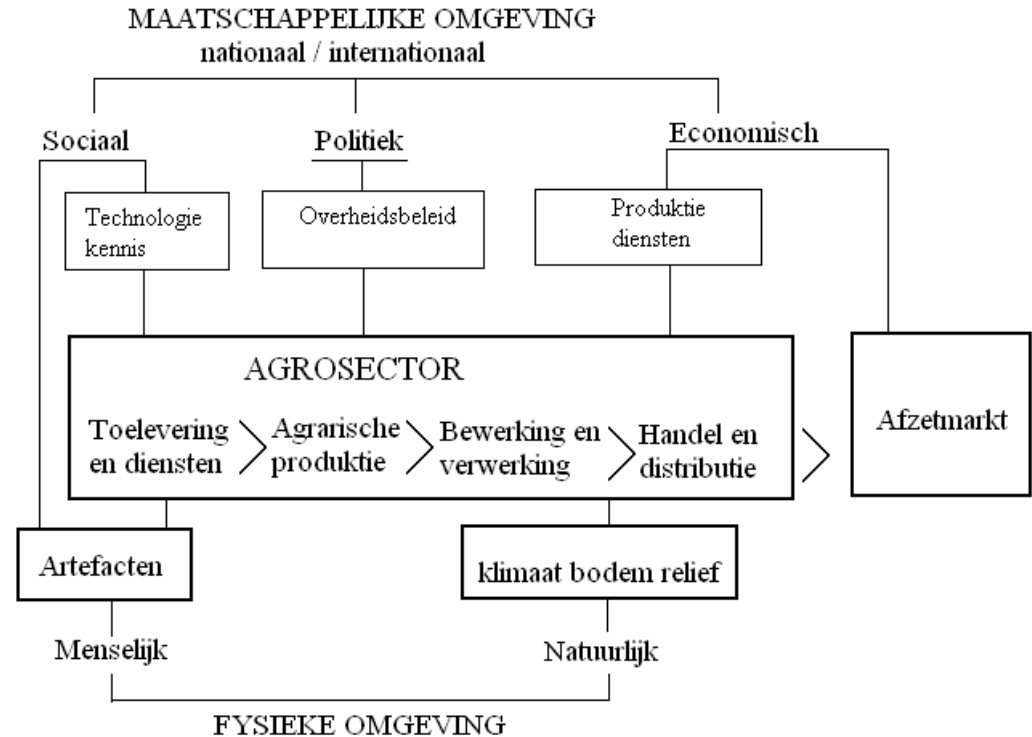 MAATSCHAPPELIJKE OMGEVING
nationaal / internationaal
Sociaal
Politiek
Economisch
Technologie
kennis
Overheidsbeleid
Produktie
diensten
AGROSECTOR
Toelevering
en diensten
Agrarische
produktie
Bewerking en
verwerking
Handel en
distributie
Afzetmarkt
Artefacten
klimaat bodem relief
Menselijk
Natuurlijk
FYSIEKE OMGEVING